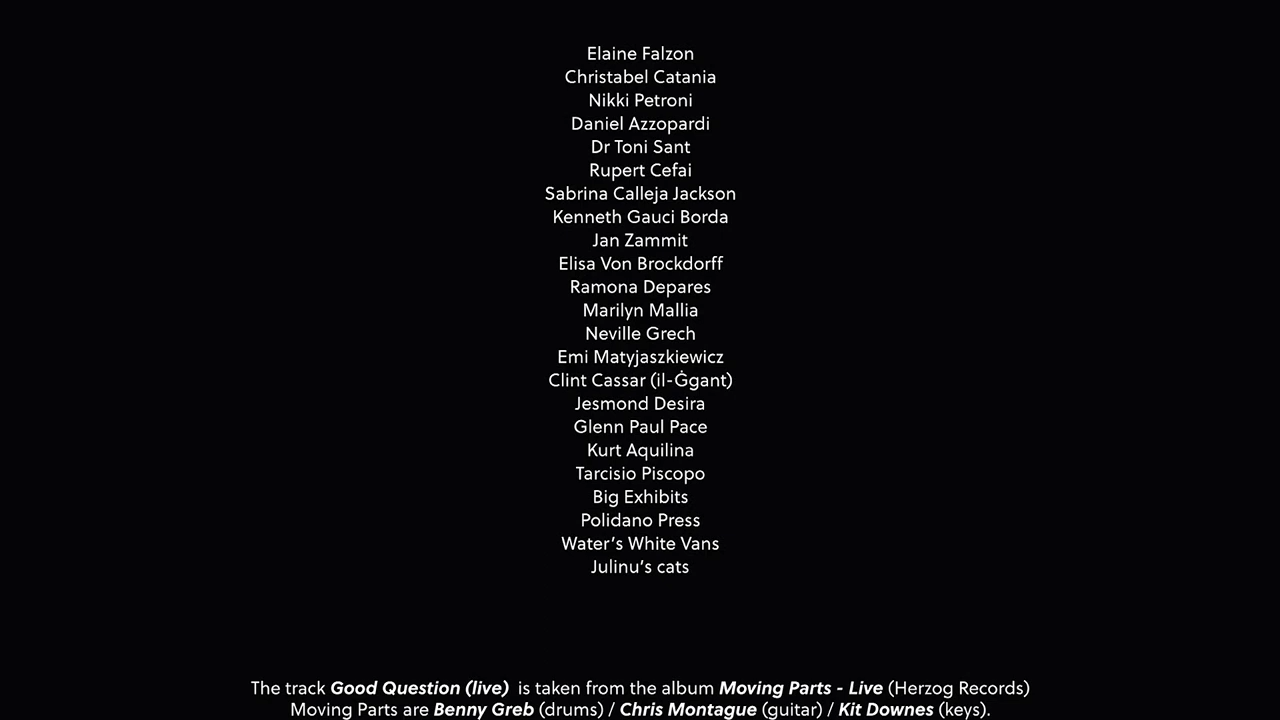 Elaine Falzon
Christabel Catania
Nikki Petroni
Daniel Azzopardi
Dr Toni Sant
Rupert Cefai
Sabrina Calleja Jackson
Kenneth Gauci Borda
Jan Zammit
Elisa Von Brockdorff
Ramona Depares
Marilyn Mallia
Neville Grech
Emi Matyjaszkiewicz
Clint Cassar (il-Ġgant)
Jesmond Desira
Glenn Paul Pace
Kurt Aquilina
Tarcisio Piscopo
Big Exhibits
Polidano Press
Water’s White Vans
Julinu’s cats
The track Good Question (live) is taken from the album Moving Parts - Live (Herzog Records)
Moving Parts are Benny Greb (drums) / Chris Montague (guitar) / Kit Downes (keys).